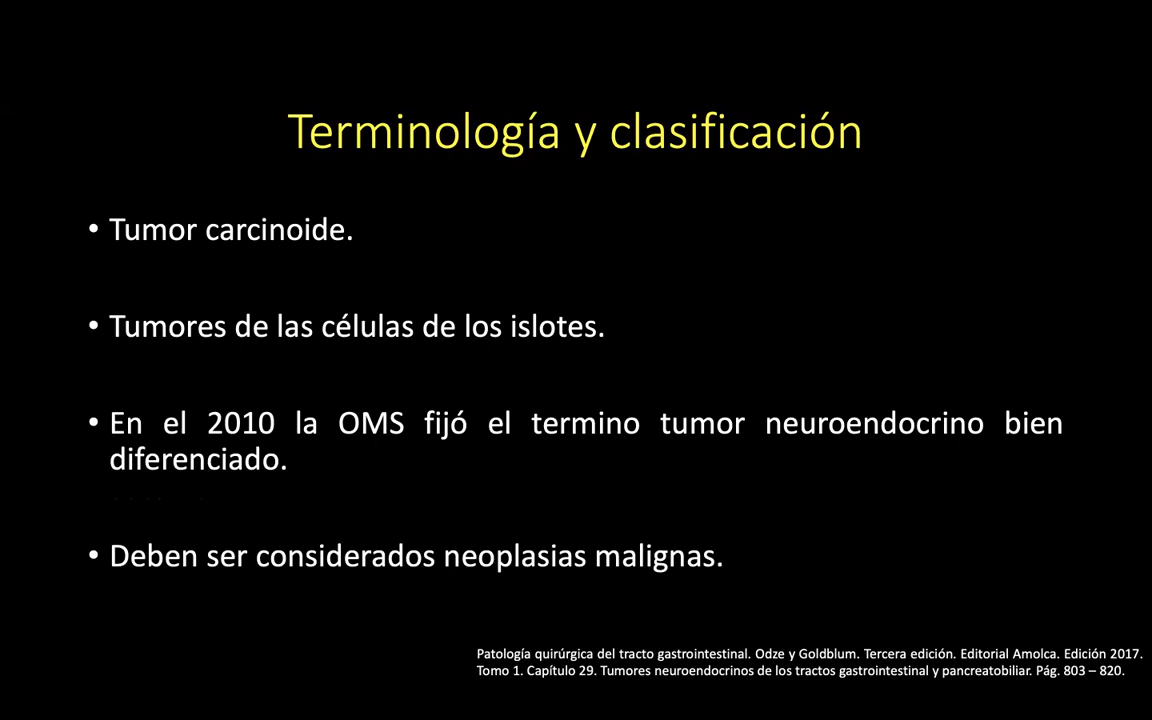 Terminología y clasificación
• Tumor carcinoide.
• Tumores de las células de los islotes.
• En el 2010 la OMS fijó el termino tumor neuroendocrino bien
diferenciado.
• Deben ser considerados neoplasias malignas.
Patología quirúrgica del tracto gastrointestinal. Odze y Goldblum. Tercera edición. Editorial Amolca. Edición 2017.
Tomo 1. Capítulo 29. Tumores neuroendocrinos de los tractos gastrointestinal y pancreatobiliar. Pág. 803 – 820.